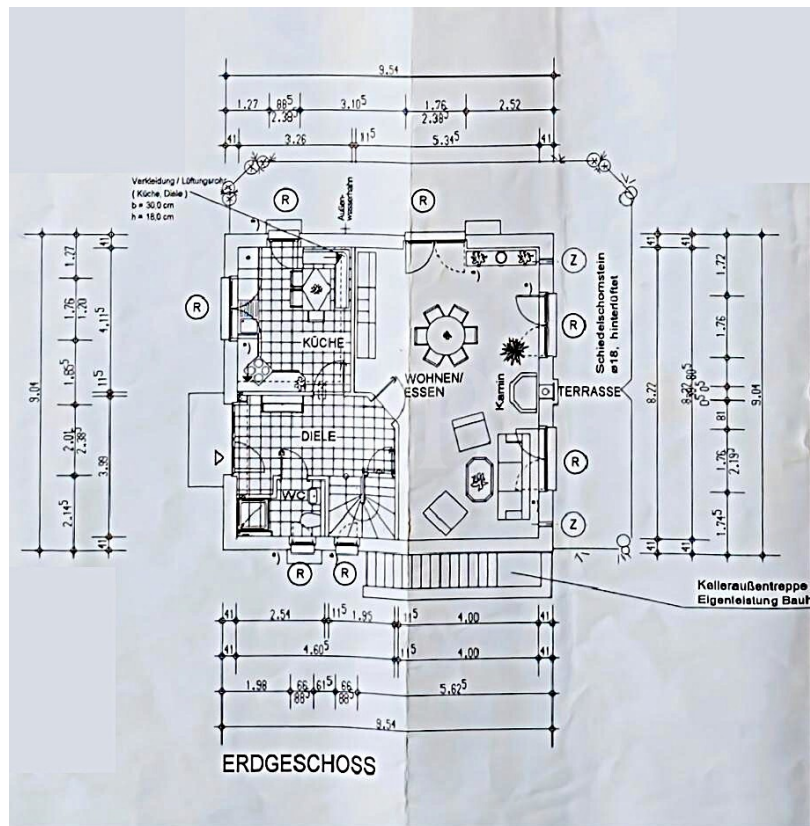 9.54
1.27 88⁵ 3.10⁵ 1.76 2.52
2.38⁵ 2.38⁵
41 3.26 11⁵ 5.34⁵ 41
Verkleidung / Lüftungsrohr
( Küche, Diele )
b = 30,0 cm
h = 18,0 cm
Außen-
wasserhahn
R
R
Z
R
R
KÜCHE
WOHNEN/
ESSEN
Kamin
TERRASSE
Schiedelschornstein
ø18, hinterlüftet
DIELE
WC
R
Z
R
R
9.04
1.27
1.76
1.20
1.85⁵
2.01
2.38⁵
2.14⁵
41
4.11⁵
11⁵
3.99
41
41
8.22
41
41
41
1.72
1.76
81
1.76
2.19⁵
1.74⁵
9.04
Kelleraußentreppe
Eigenleistung Bauh
41 2.54 11⁵ 1.95 11⁵ 4.00 41
41 4.60⁵ 11⁵ 4.00 41
1.98 66 61⁵ 66 5.62⁵
88⁵ 88⁵
9.54
ERDGESCHOSS